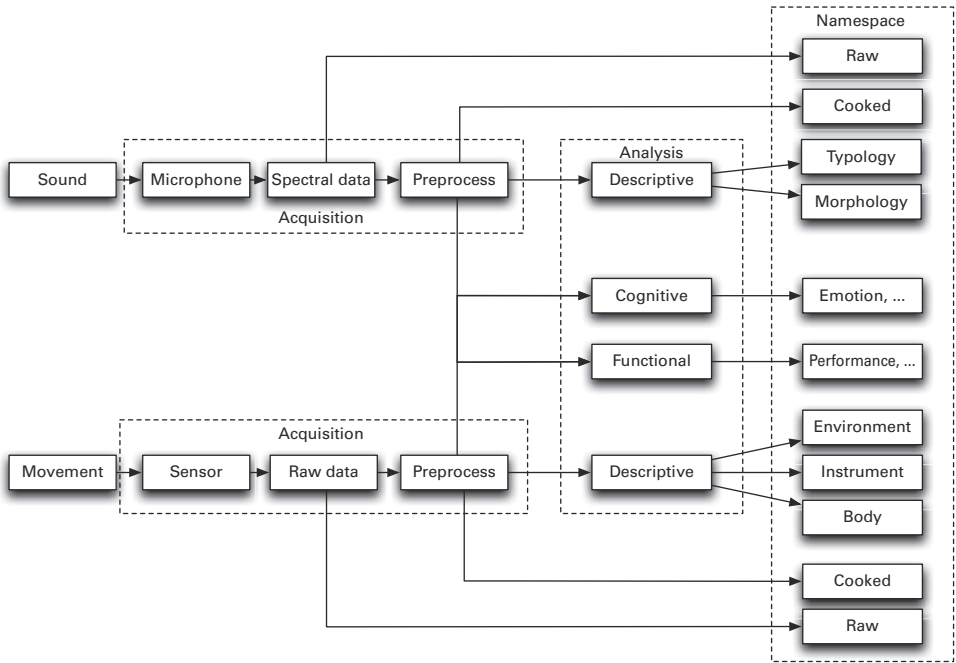 Namespace
Raw
Cooked
Analysis
Sound
Microphone
Spectral data
Preprocess
Descriptive
Typology
Morphology
Acquisition
Cognitive
Emotion, ...
Functional
Performance, ...
Acquisition
Environment
Movement
Sensor
Raw data
Preprocess
Descriptive
Instrument
Body
Cooked
Raw